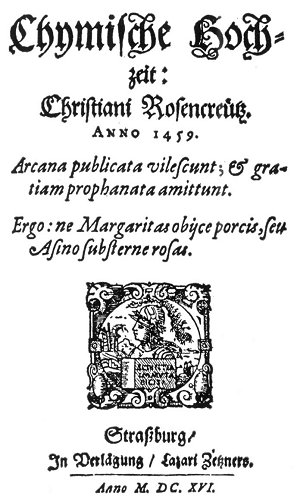 Chymische Hoch-
zeit:
Christiani Rosencreütz.
ANNO 1459.
Arcana publicata vilescunt; & gra-
tiam prophanata amittunt.
Ergo: ne Margaritas obijce porcis, seu
Asino substerne rosas.
Straßburg/
In Verlägung / Lazari Zetzners.
Anno M. DC. XVI.